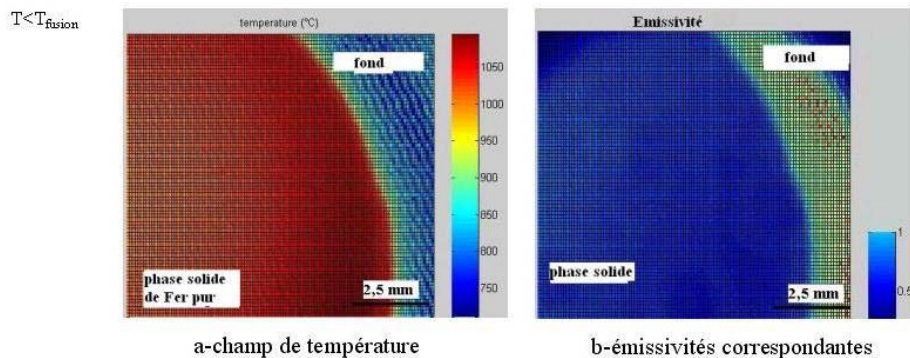 T<Tfusion
temperature (ºC)
fond
1050
1000
950
900
850
800
750
phase solide
de Fer pur
2,5 mm
a-champ de température
Emissivité
fond
phase solide
2,5 mm
1
0.5
b-émissivités correspondantes